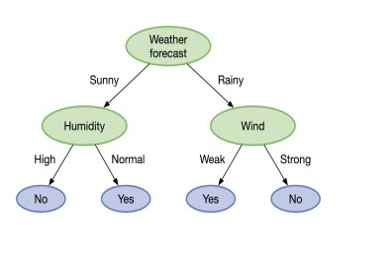 Weather
forecast
Sunny
Rainy
Humidity
Wind
High
Normal
Weak
Strong
No
Yes
Yes
No